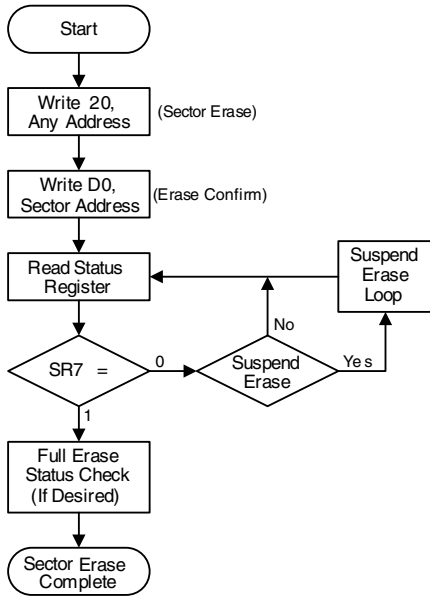 Start
Write 20,
Any Address
(Sector Erase)
Write D0,
Sector Address
(Erase Confirm)
Read Status
Register
Suspend
Erase
Loop
SR7 =
0
Suspend
Erase
No
Yes
1
Full Erase
Status Check
(If Desired)
Sector Erase
Complete